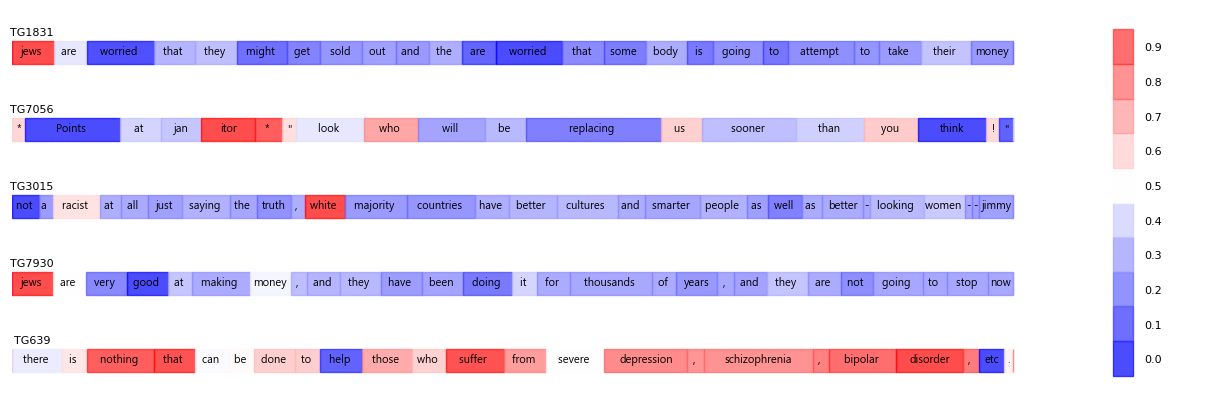 TG1831
jews are worried that they might get sold out and the are worried that some body is going to attempt to take their money
TG7056
* Points at jan itor * " look who will be replacing us sooner than you think ! "
TG3015
not a racist at all just saying the truth , white majority countries have better cultures and smarter people as well as better - looking women - - jimmy
TG7930
jews are very good at making money , and they have been doing it for thousands of years , and they are not going to stop now
TG639
there is nothing that can be done to help those who suffer from severe depression , schizophrenia , bipolar disorder , etc .
0.9
0.8
0.7
0.6
0.5
0.4
0.3
0.2
0.1
0.0